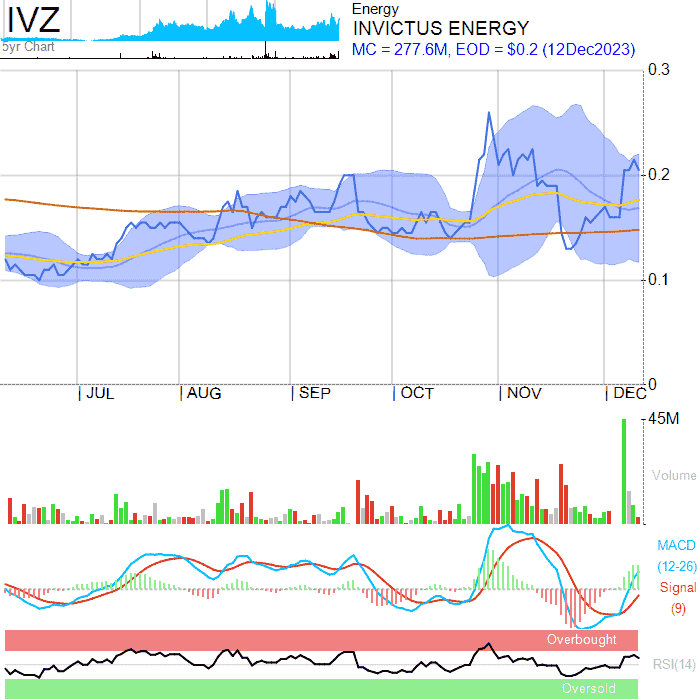 IVZ
5yr Chart
Energy
INVICTUS ENERGY
MC = 277.6M, EOD = $0.2 (12Dec2023)
0.3
0.2
0.1
0
JUL AUG SEP OCT NOV DEC
45M
Volume
MACD
(12-26)
Signal
(9)
Overbought
RSI(14)
Oversold